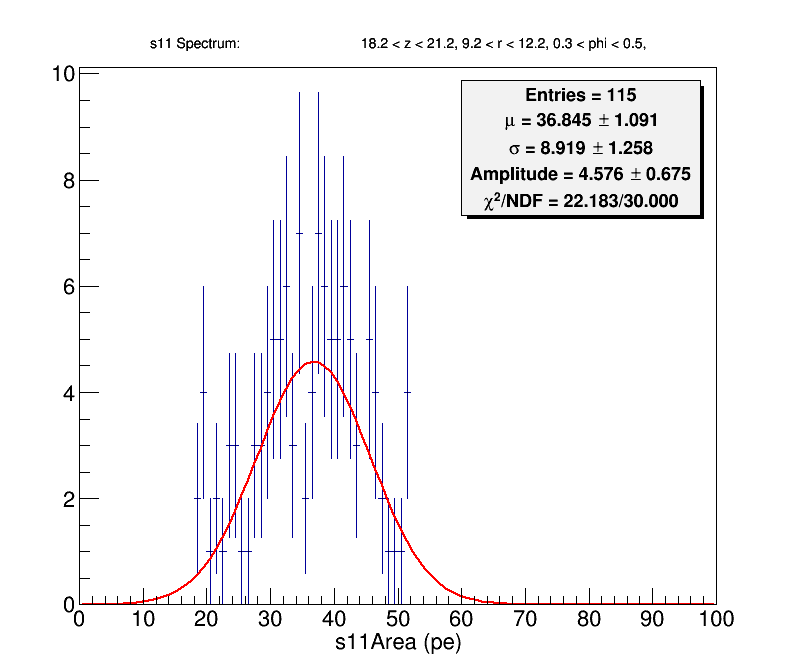 s11 Spectrum: 18.2 < z < 21.2, 9.2 < r < 12.2, 0.3 < phi < 0.5,
Entries = 115
μ = 36.845 ± 1.091
σ = 8.919 ± 1.258
Amplitude = 4.576 ± 0.675
χ²/NDF = 22.183/30.000
10
8
6
4
2
0
0 10 20 30 40 50 60 70 80 90 100
s11Area (pe)